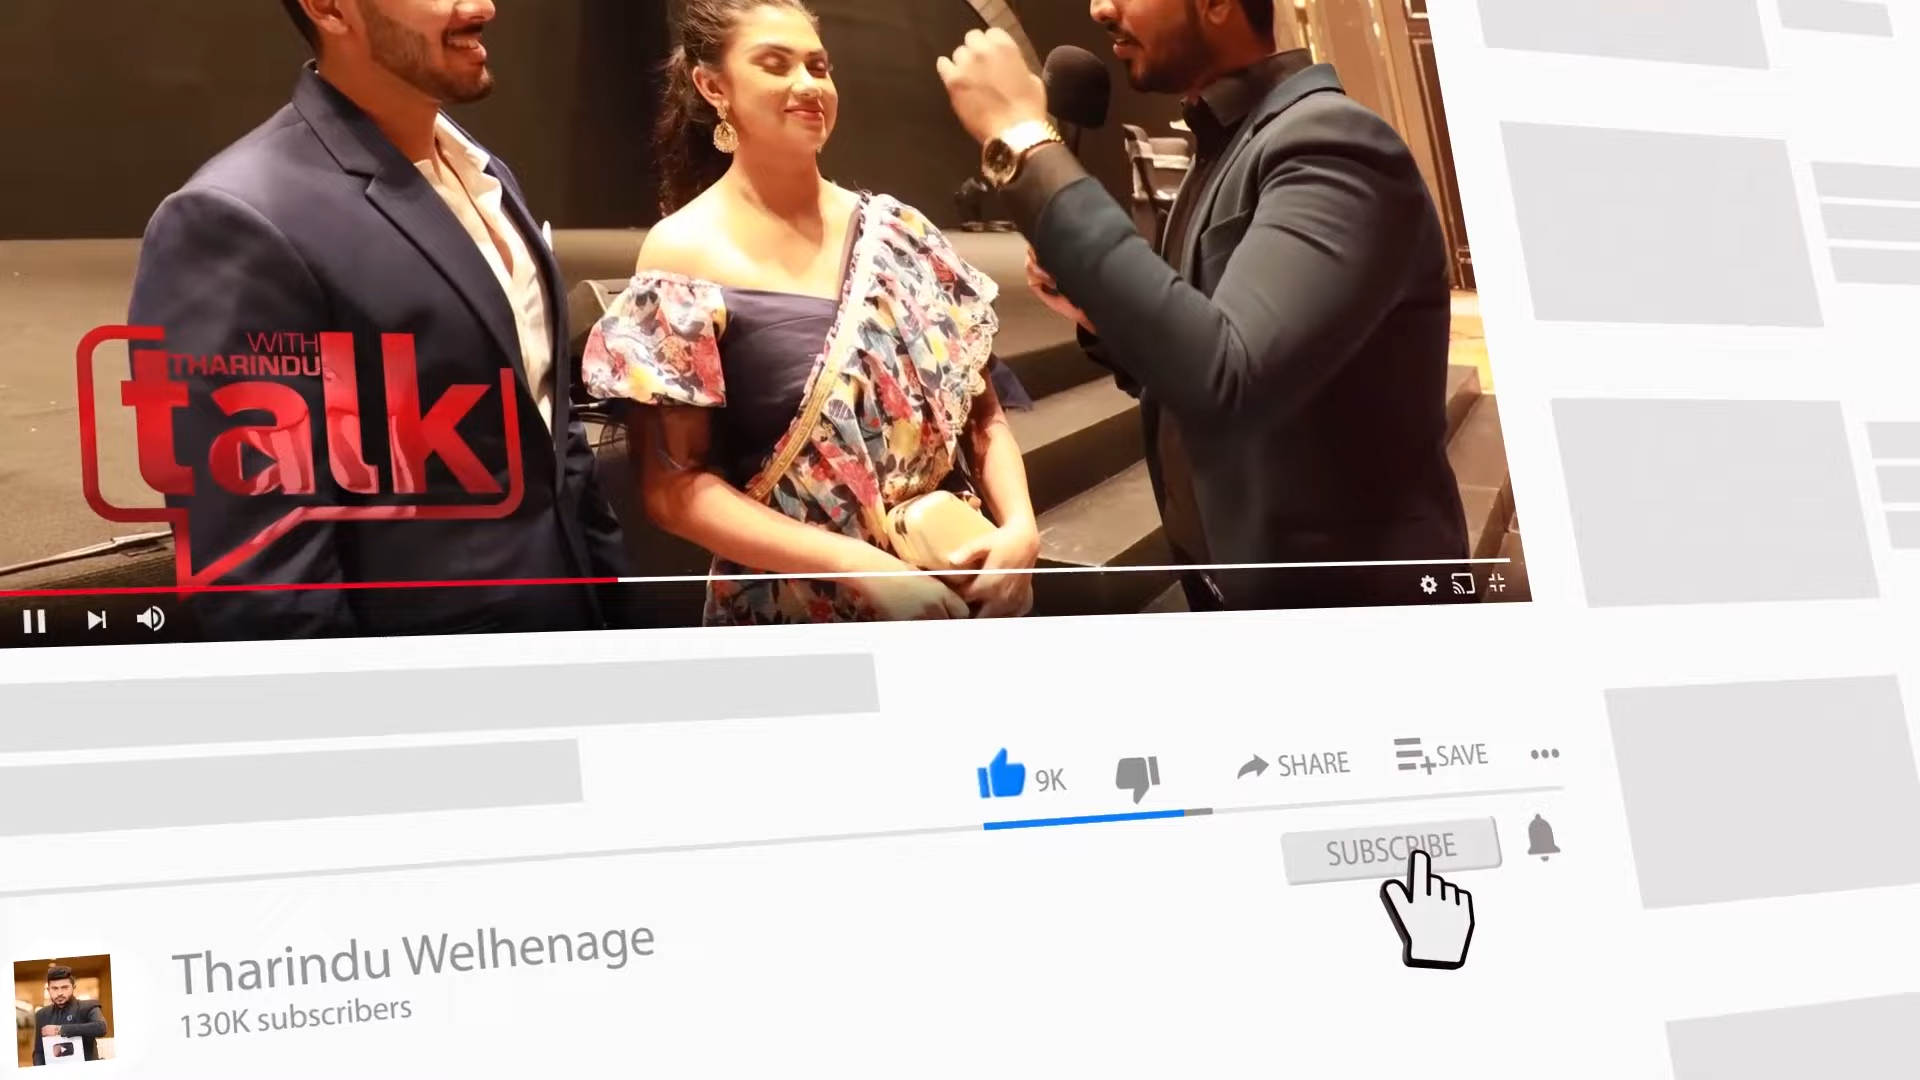 WITH
THARINDU
talk
9K
SHARE
SAVE
SUBSCRIBE
Tharindu Welhenage
130K subscribers